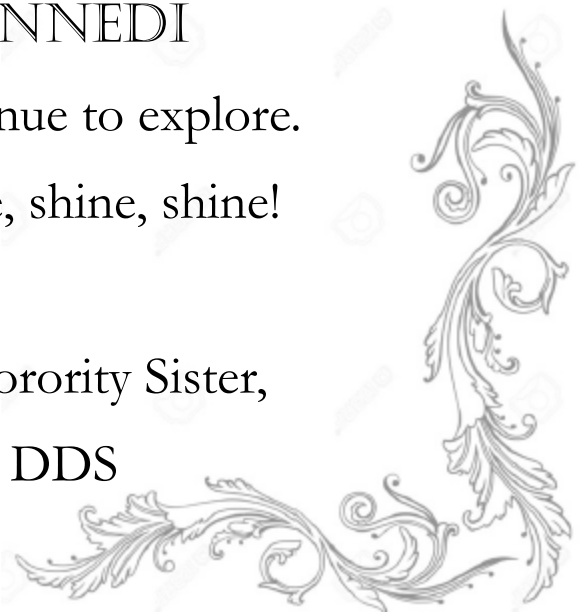 NNEDI
nue to explore.
e, shine, shine!
orority Sister,
DDS